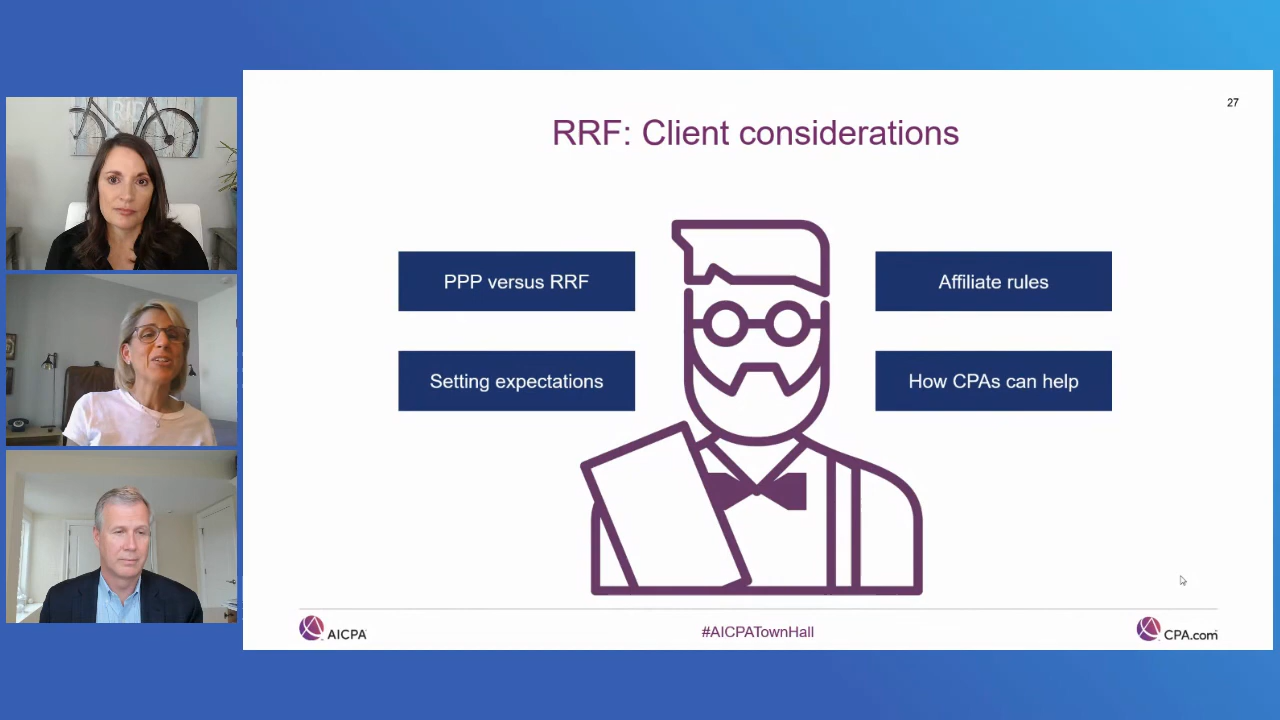 27
RRF: Client considerations
PPP versus RRF
Affiliate rules
Setting expectations
How CPAs can help
AICPA
#AICPATownHall
CPA.com